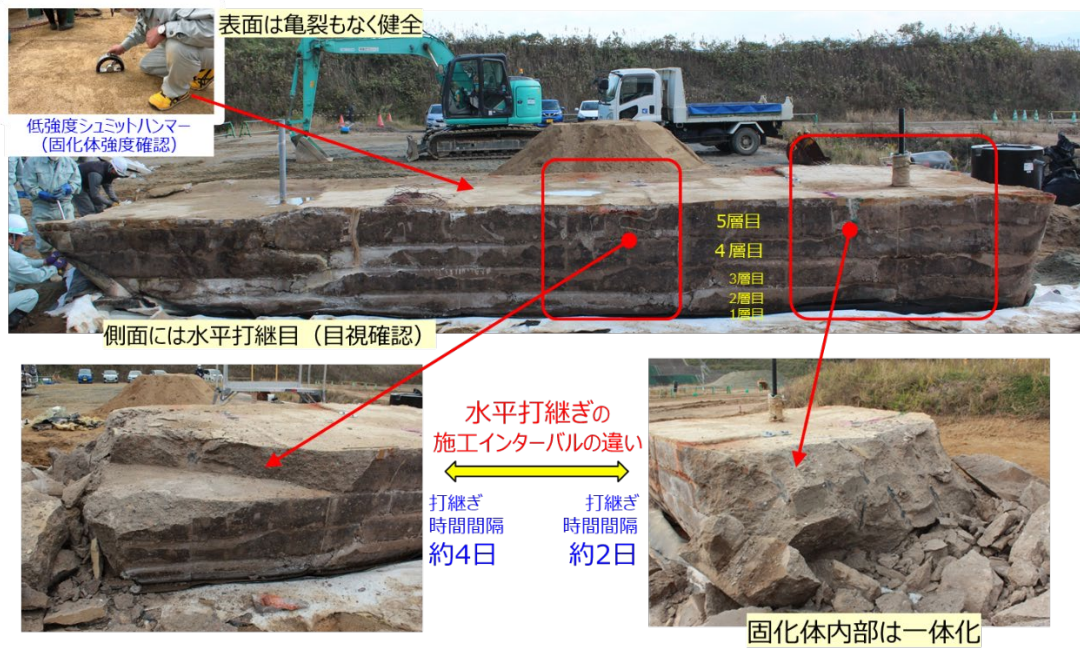 表面は亀裂もなく健全
低強度シュミットハンマー
(固化体強度確認)
5層目
4層目
3層目
2層目
1層目
側面には水平打継目（目視確認）
水平打継ぎの
施工インターバルの違い
打継ぎ
時間間隔
約4日
打継ぎ
時間間隔
約2日
固化体内部は一体化